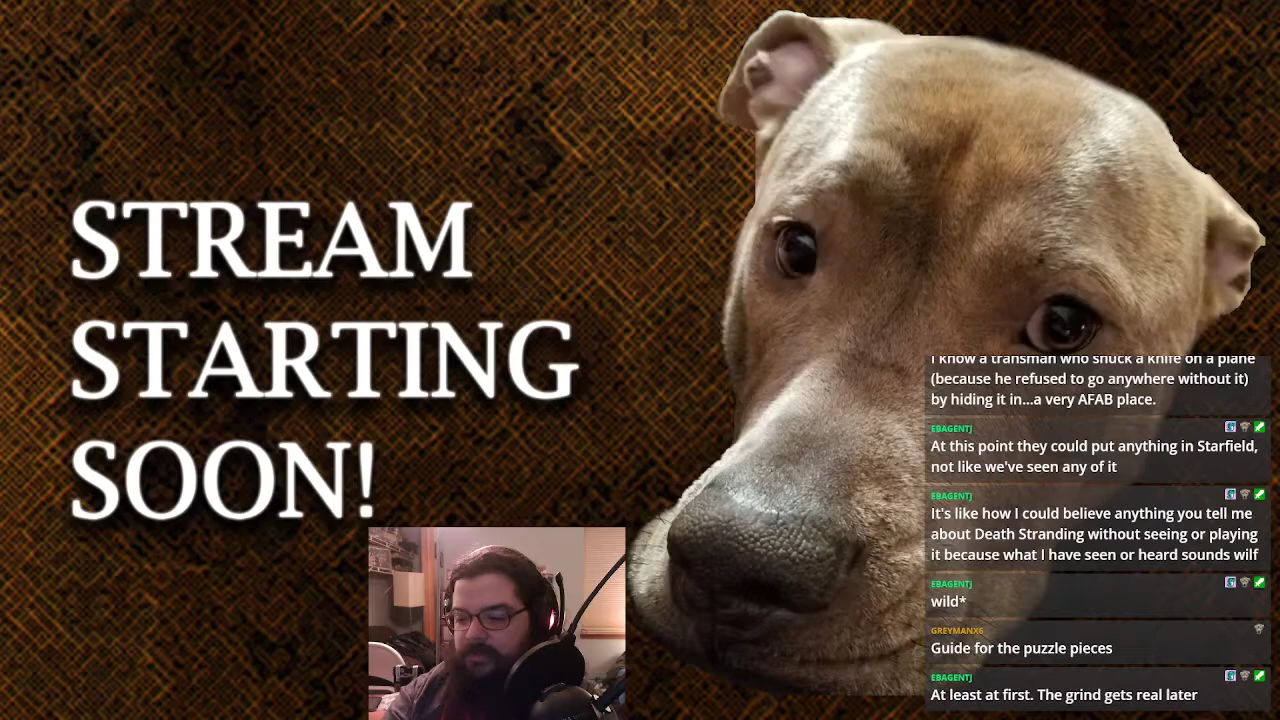 STREAM
STARTING
SOON!
I know a transman who snuck a knife on a plane
(because he refused to go anywhere without it)
by hiding it in...a very AFAB place.
EBAGENTJ
At this point they could put anything in Starfield,
not like we've seen any of it
EBAGENTJ
It's like how I could believe anything you tell me
about Death Stranding without seeing or playing
it because what I have seen or heard sounds wilf
EBAGENTJ
wild*
GREYMANX6
Guide for the puzzle pieces
EBAGENTJ
At least at first. The grind gets real later